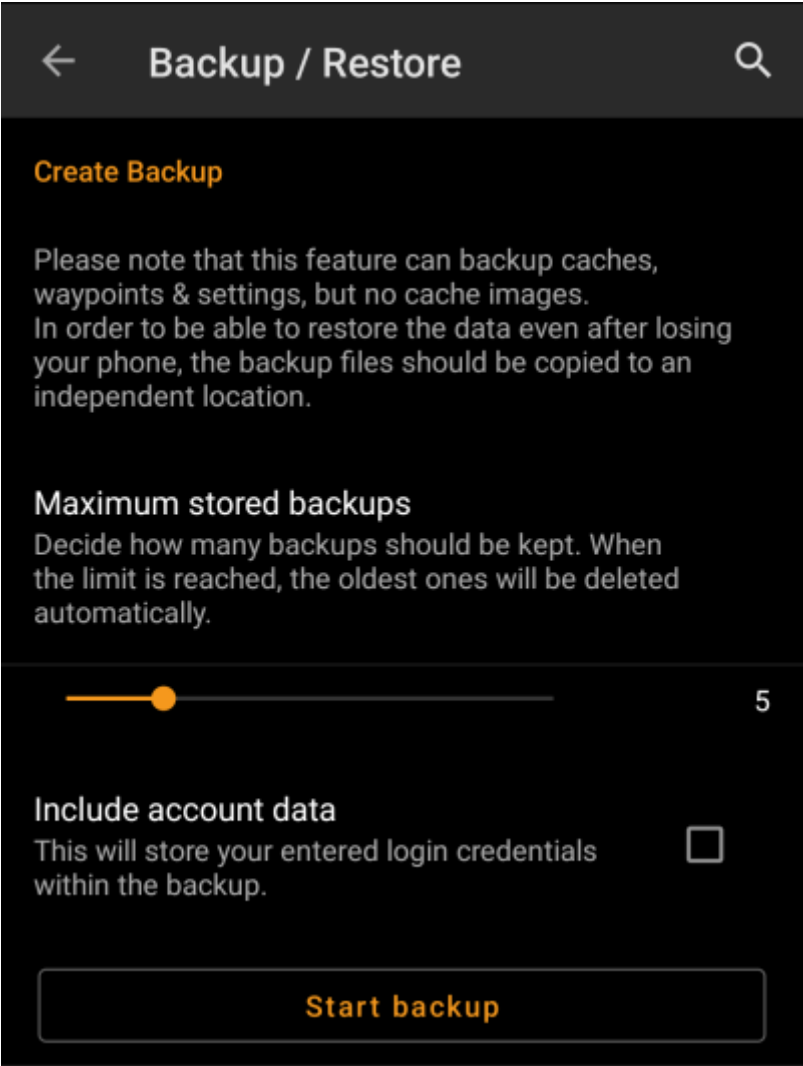 Backup / Restore
Create Backup
Please note that this feature can backup caches,
waypoints & settings, but no cache images.
In order to be able to restore the data even after losing
your phone, the backup files should be copied to an
independent location.
Maximum stored backups
Decide how many backups should be kept. When
the limit is reached, the oldest ones will be deleted
automatically.
5
Include account data
This will store your entered login credentials
within the backup.
Start backup